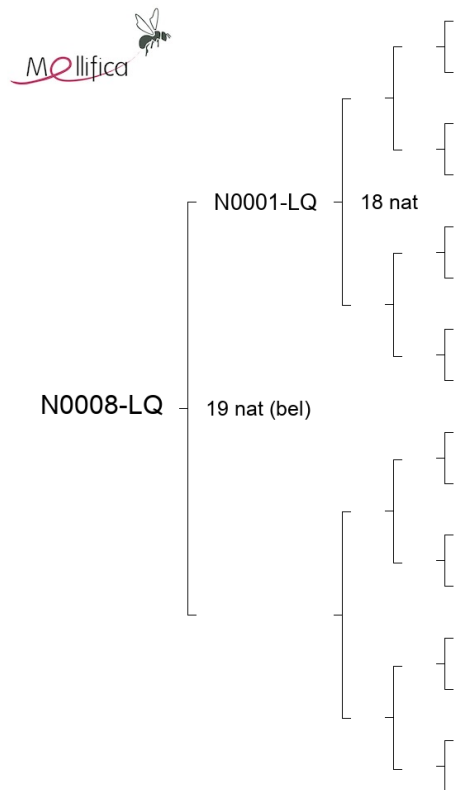 Mellifica
N0001-LQ
18 nat
N0008-LQ
19 nat (bel)